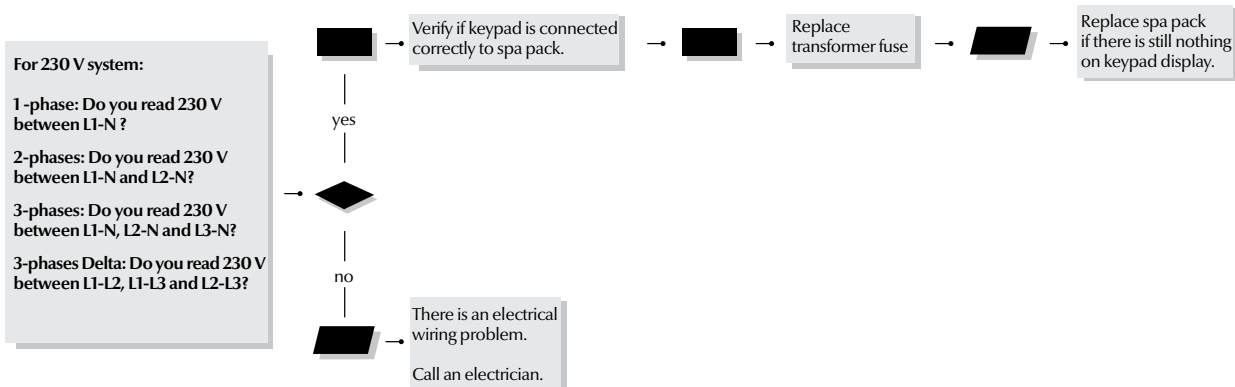 For 230 V system:
1-phase: Do you read 230 V
between L1-N ?
2-phases: Do you read 230 V
between L1-N and L2-N?
3-phases: Do you read 230 V
between L1-N, L2-N and L3-N?
3-phases Delta: Do you read 230 V
between L1-L2, L1-L3 and L2-L3?
yes
no
Verify if keypad is connected
correctly to spa pack.
Replace
transformer fuse
Replace spa pack
if there is still nothing
on keypad display.
There is an electrical
wiring problem.
Call an electrician.